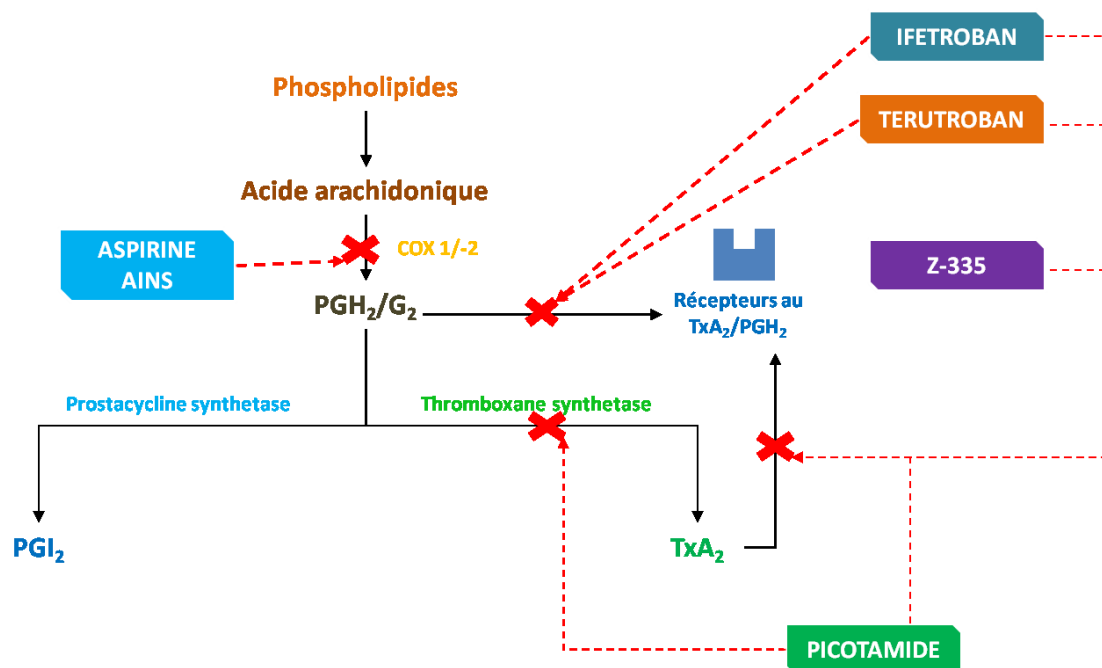 IFETROBAN
Phospholipides
TERUTROBAN
Acide arachidonique
ASPIRINE
AINS
COX 1/-2
Z-335
PGH₂/G₂
Récepteurs au
TxA₂/PGH₂
Prostacycline synthetase
Thromboxane synthetase
PGI₂
TxA₂
PICOTAMIDE